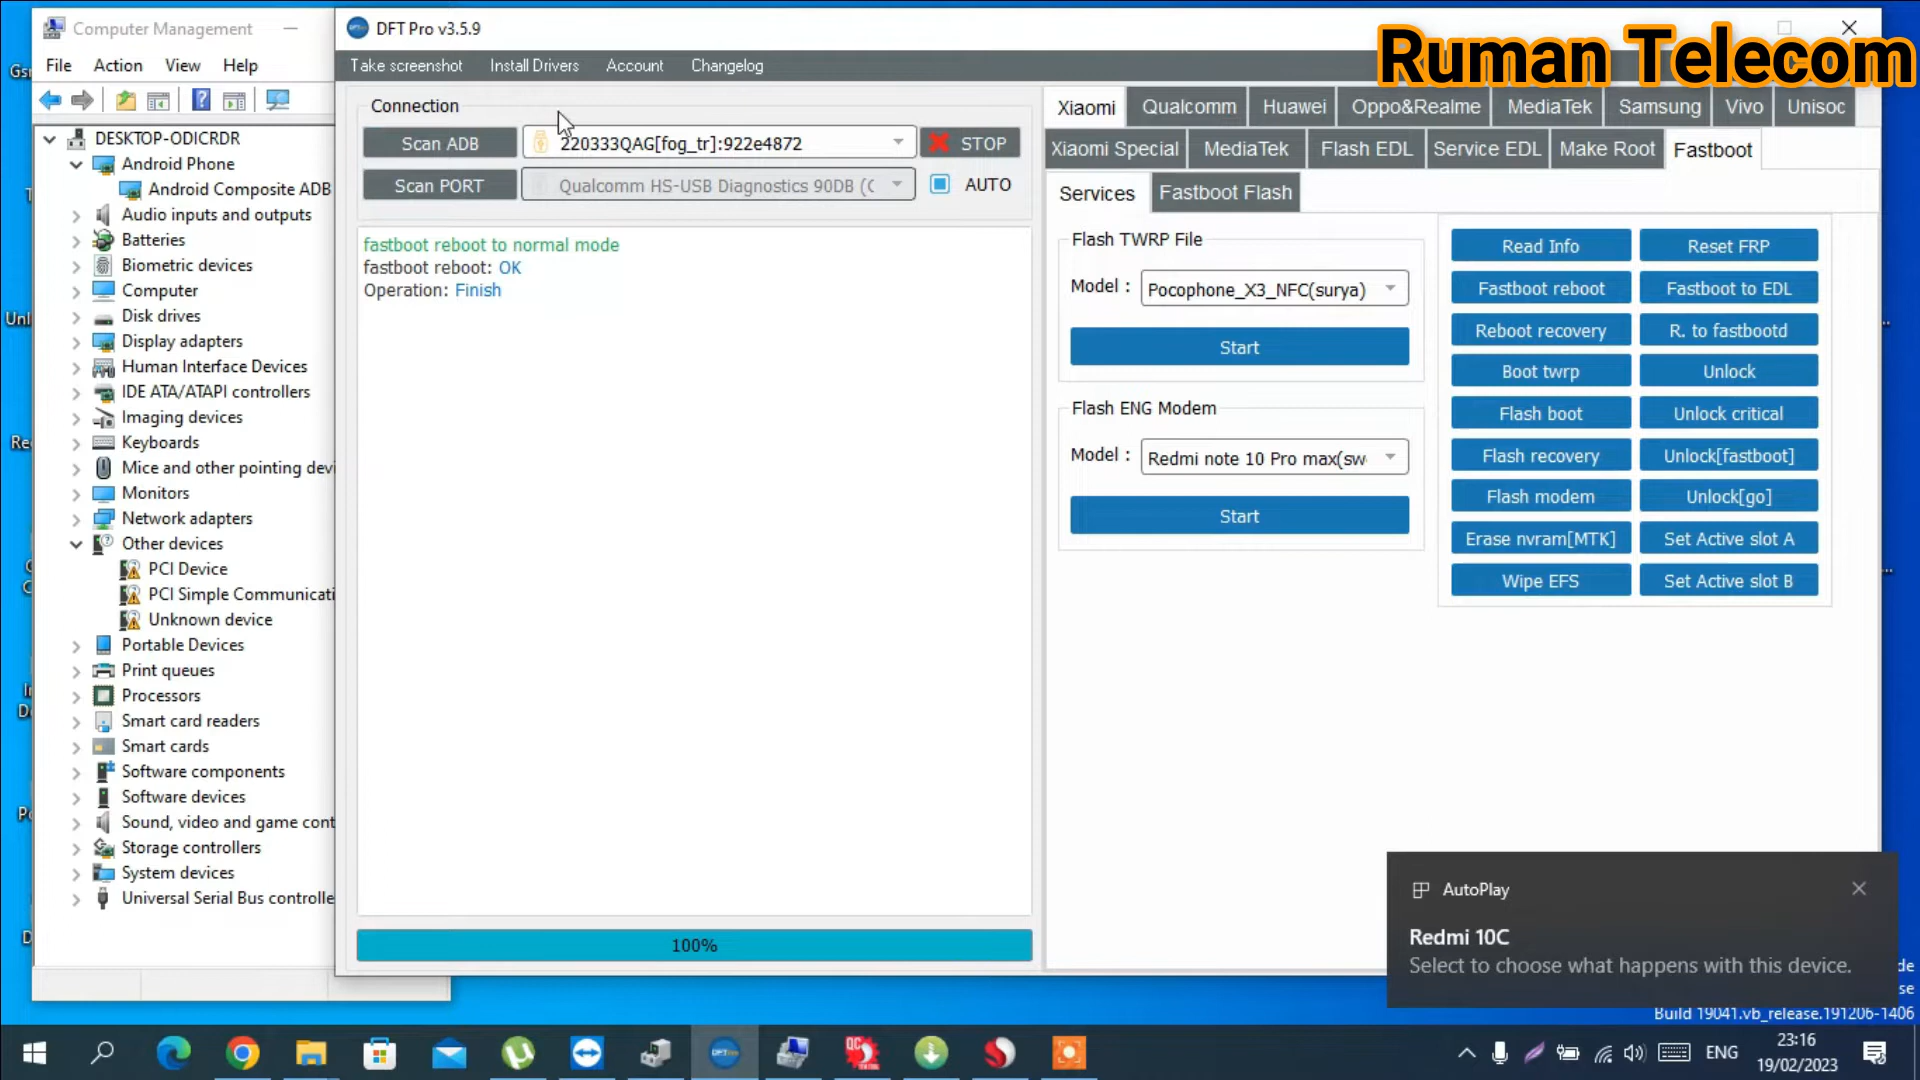 Computer Management
DFT Pro v3.5.9
Ruman Telecom
File Action View Help
Take screenshot Install Drivers Account Changelog
DESKTOP-ODICRDR
Android Phone
Android Composite ADB
Audio inputs and outputs
Batteries
Biometric devices
Computer
Disk drives
Display adapters
Human Interface Devices
IDE ATA/ATAPI controllers
Imaging devices
Keyboards
Mice and other pointing devi
Monitors
Network adapters
Other devices
PCI Device
PCI Simple Communicati
Unknown device
Portable Devices
Print queues
Processors
Smart card readers
Smart cards
Software components
Software devices
Sound, video and game cont
Storage controllers
System devices
Universal Serial Bus controlle
Connection
Scan ADB 220333QAG[fog_tr]:922e4872 STOP
Scan PORT Qualcomm HS-USB Diagnostics 90DB (C AUTO
fastboot reboot to normal mode
fastboot reboot: OK
Operation: Finish
100%
Xiaomi Qualcomm Huawei Oppo&Realme MediaTek Samsung Vivo Unisoc
Xiaomi Special MediaTek Flash EDL Service EDL Make Root Fastboot
Services Fastboot Flash
Flash TWRP File
Model : Pocophone_X3_NFC(surya)
Start
Flash ENG Modem
Model : Redmi note 10 Pro max(sw
Start
Read Info Reset FRP
Fastboot reboot Fastboot to EDL
Reboot recovery R. to fastbootd
Boot twrp Unlock
Flash boot Unlock critical
Flash recovery Unlock[fastboot]
Flash modem Unlock[go]
Erase nvram[MTK] Set Active slot A
Wipe EFS Set Active slot B
AutoPlay
Redmi 10C
Select to choose what happens with this device.
de
se
Build 19041.vb_release.191206-1406
ENG
23:16
19/02/2023